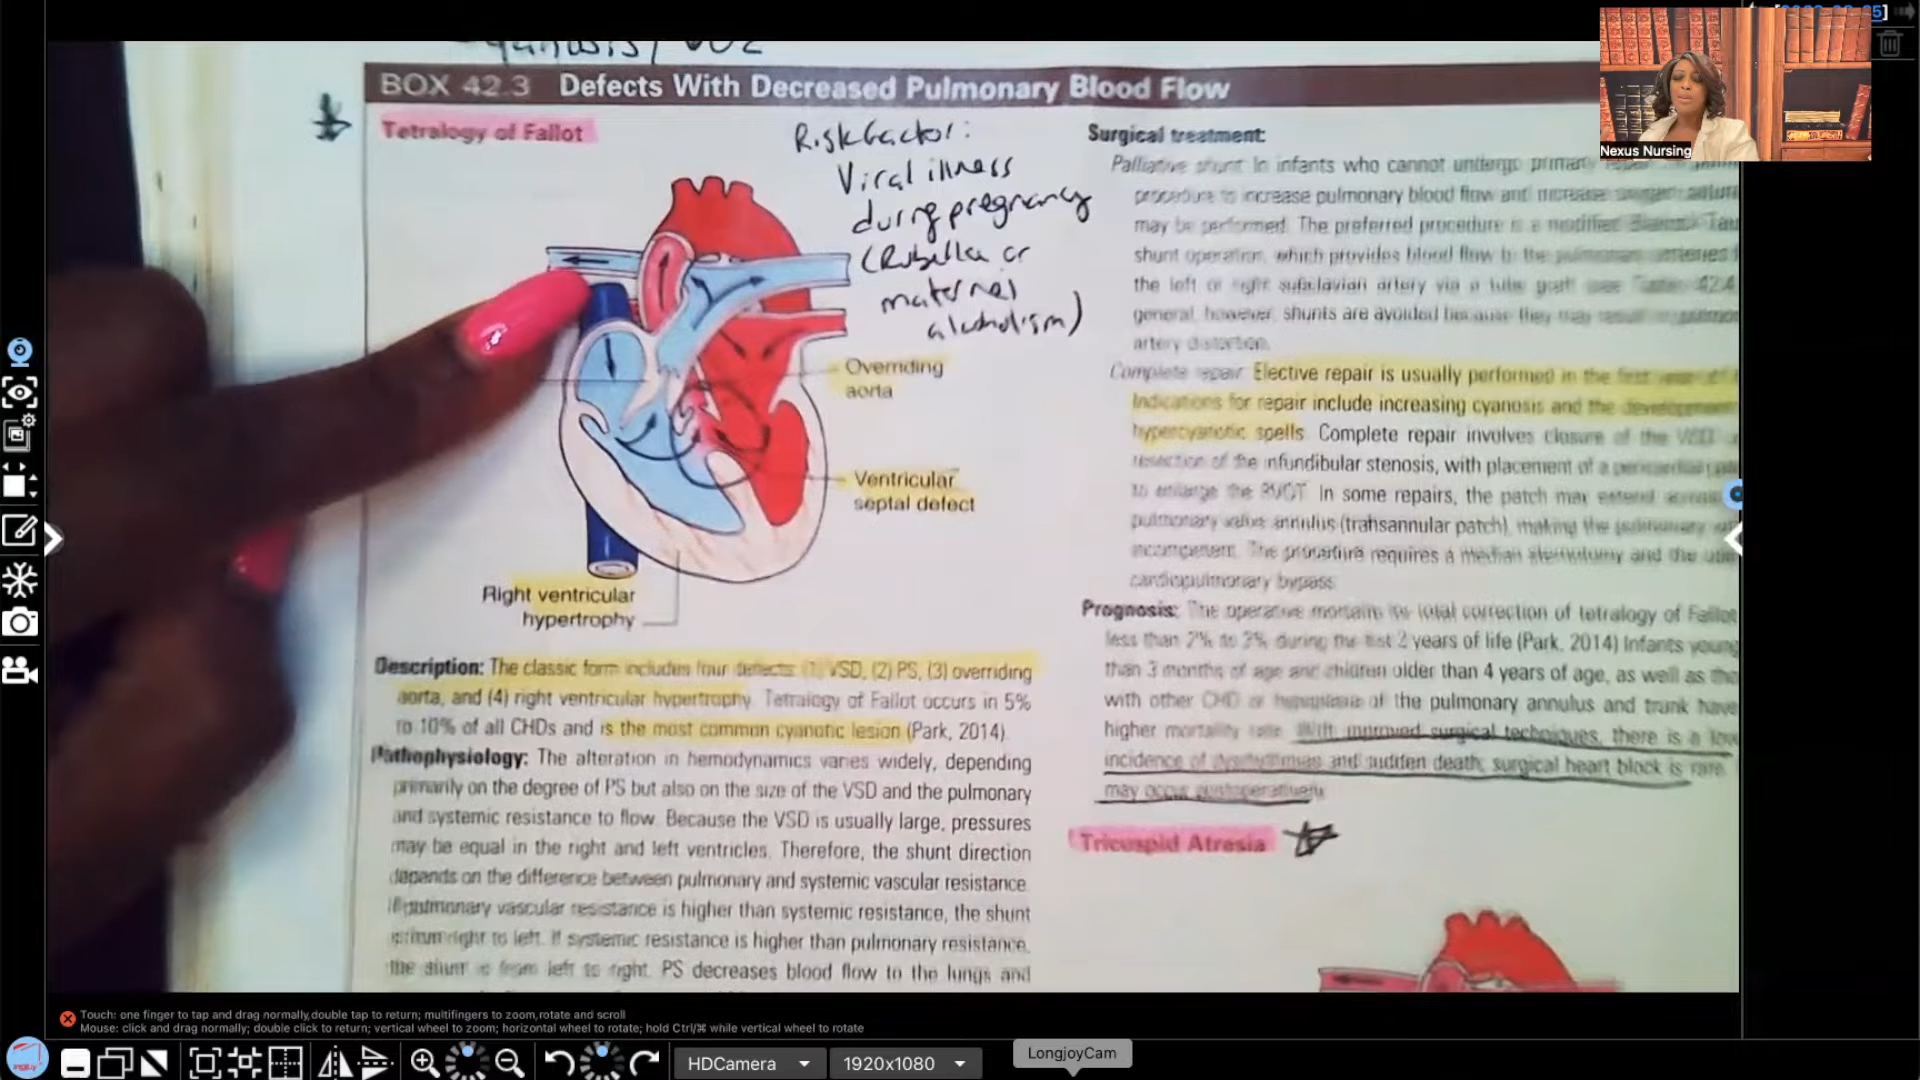 BOX 42.3 Defects With Decreased Pulmonary Blood Flow
Tetralogy of Fallot
Risk factor:
Viral illness
during pregnancy
(Rubella or
maternal
alcoholism)
Overriding
aorta
Ventricular
septal defect
Right ventricular
hypertrophy
Description: The classic form includes four defects: (1) VSD, (2) PS, (3) overriding
aorta, and (4) right ventricular hypertrophy. Tetralogy of Fallot occurs in 5%
to 10% of all CHDs and is the most common cyanotic lesion (Park, 2014).
Pathophysiology: The alteration in hemodynamics varies widely, depending
primarily on the degree of PS but also on the size of the VSD and the pulmonary
and systemic resistance to flow. Because the VSD is usually large, pressures
may be equal in the right and left ventricles. Therefore, the shunt direction
depends on the difference between pulmonary and systemic vascular resistance.
If pulmonary vascular resistance is higher than systemic resistance, the shunt
is from right to left. If systemic resistance is higher than pulmonary resistance,
the shunt is from left to right. PS decreases blood flow to the lungs and
Surgical treatment:
Palliative shunt: In infants who cannot undergo primary
procedure to increase pulmonary blood flow and increase oxygen
may be performed. The preferred procedure is a modified
shunt operation, which provides blood flow to the pulmonary arteries
the left or right subclavian artery via a tube graft (see 42.4
general, however, shunts are avoided because they may result in
artery distortion.
Complete repair: Elective repair is usually performed in the first year of
Indications for repair include increasing cyanosis and the development
hypercyanotic spells. Complete repair involves closure of the VSD
resection of the infundibular stenosis, with placement of a pericardial
to enlarge the RVOT. In some repairs, the patch may extend across
pulmonary valve annulus (transannular patch), making the pulmonary
incompetent. The procedure requires a median sternotomy and the use
cardiopulmonary bypass.
Prognosis: The operative mortality for total correction of tetralogy of Fallot
less than 2% to 3% during the first 2 years of life (Park, 2014) Infants young
than 3 months of age and children older than 4 years of age, as well as
with other CHD or hypoplasia of the pulmonary annulus and trunk have
higher mortality rate. With improved surgical techniques, there is a low
incidence of dysrhythmias and sudden death; surgical heart block is rare
may occur postoperatively.
Tricuspid Atresia
Nexus Nursing
Touch: one finger to tap and drag normally,double tap to return; multifingers to zoom,rotate and scroll
Mouse: click and drag normally; double click to return; vertical wheel to zoom; horizontal wheel to rotate; hold Ctrl/⌘ while vertical wheel to rotate
HDCamera
1920x1080
LongjoyCam